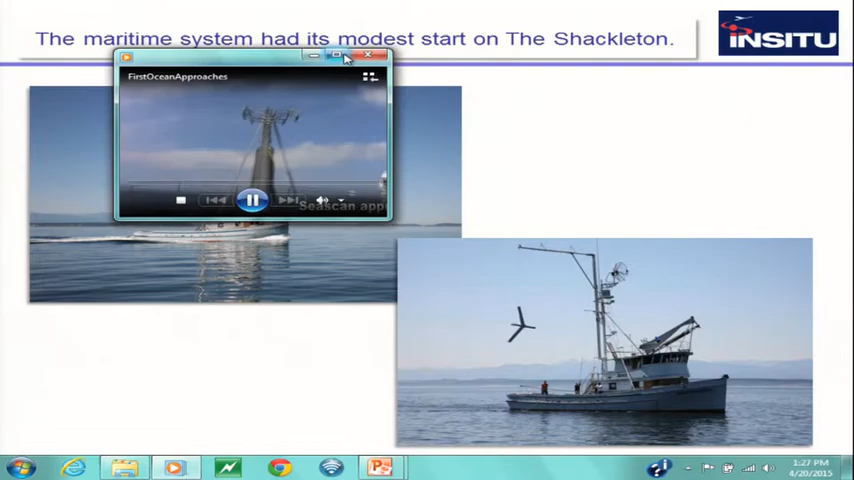 The maritime system had its modest start on The Shackleton.
INSITU
FirstOceanApproaches
Seascan app
1:27 PM
4/20/2015